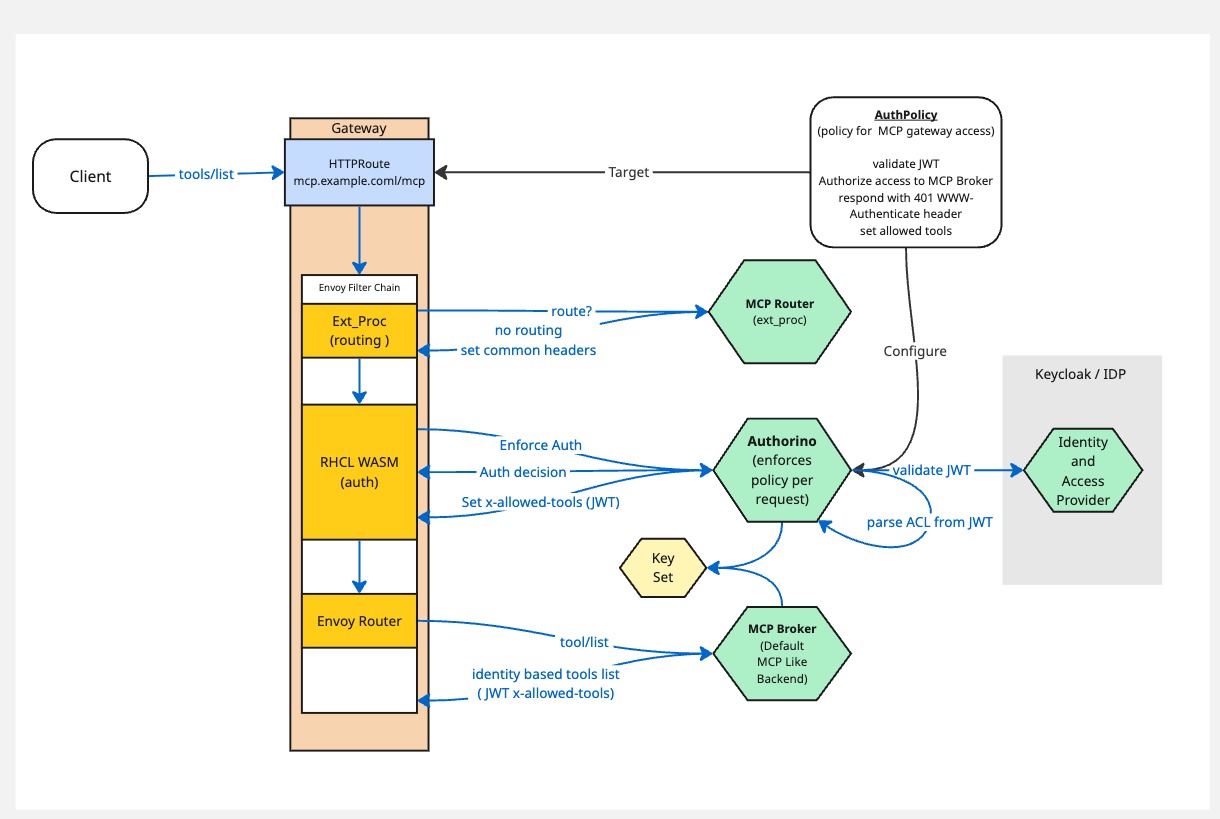 Client
tools/list
Gateway
HTTPRoute
mcp.example.coml/mcp
Target
AuthPolicy
(policy for  MCP gateway access)
validate JWT
Authorize access to MCP Broker
respond with 401 WWW-
Authenticate header
set allowed tools
Envoy Filter Chain
Ext_Proc
(routing )
route?
no routing
set common headers
MCP Router
(ext_proc)
Configure
Keycloak / IDP
RHCL WASM
(auth)
Enforce Auth
Auth decision
Set x-allowed-tools (JWT)
Authorino
(enforces
policy per
request)
validate JWT
parse ACL from JWT
Identity
and
Access
Provider
Key
Set
Envoy Router
tool/list
identity based tools list
( JWT x-allowed-tools)
MCP Broker
(Default
MCP Like
Backend)